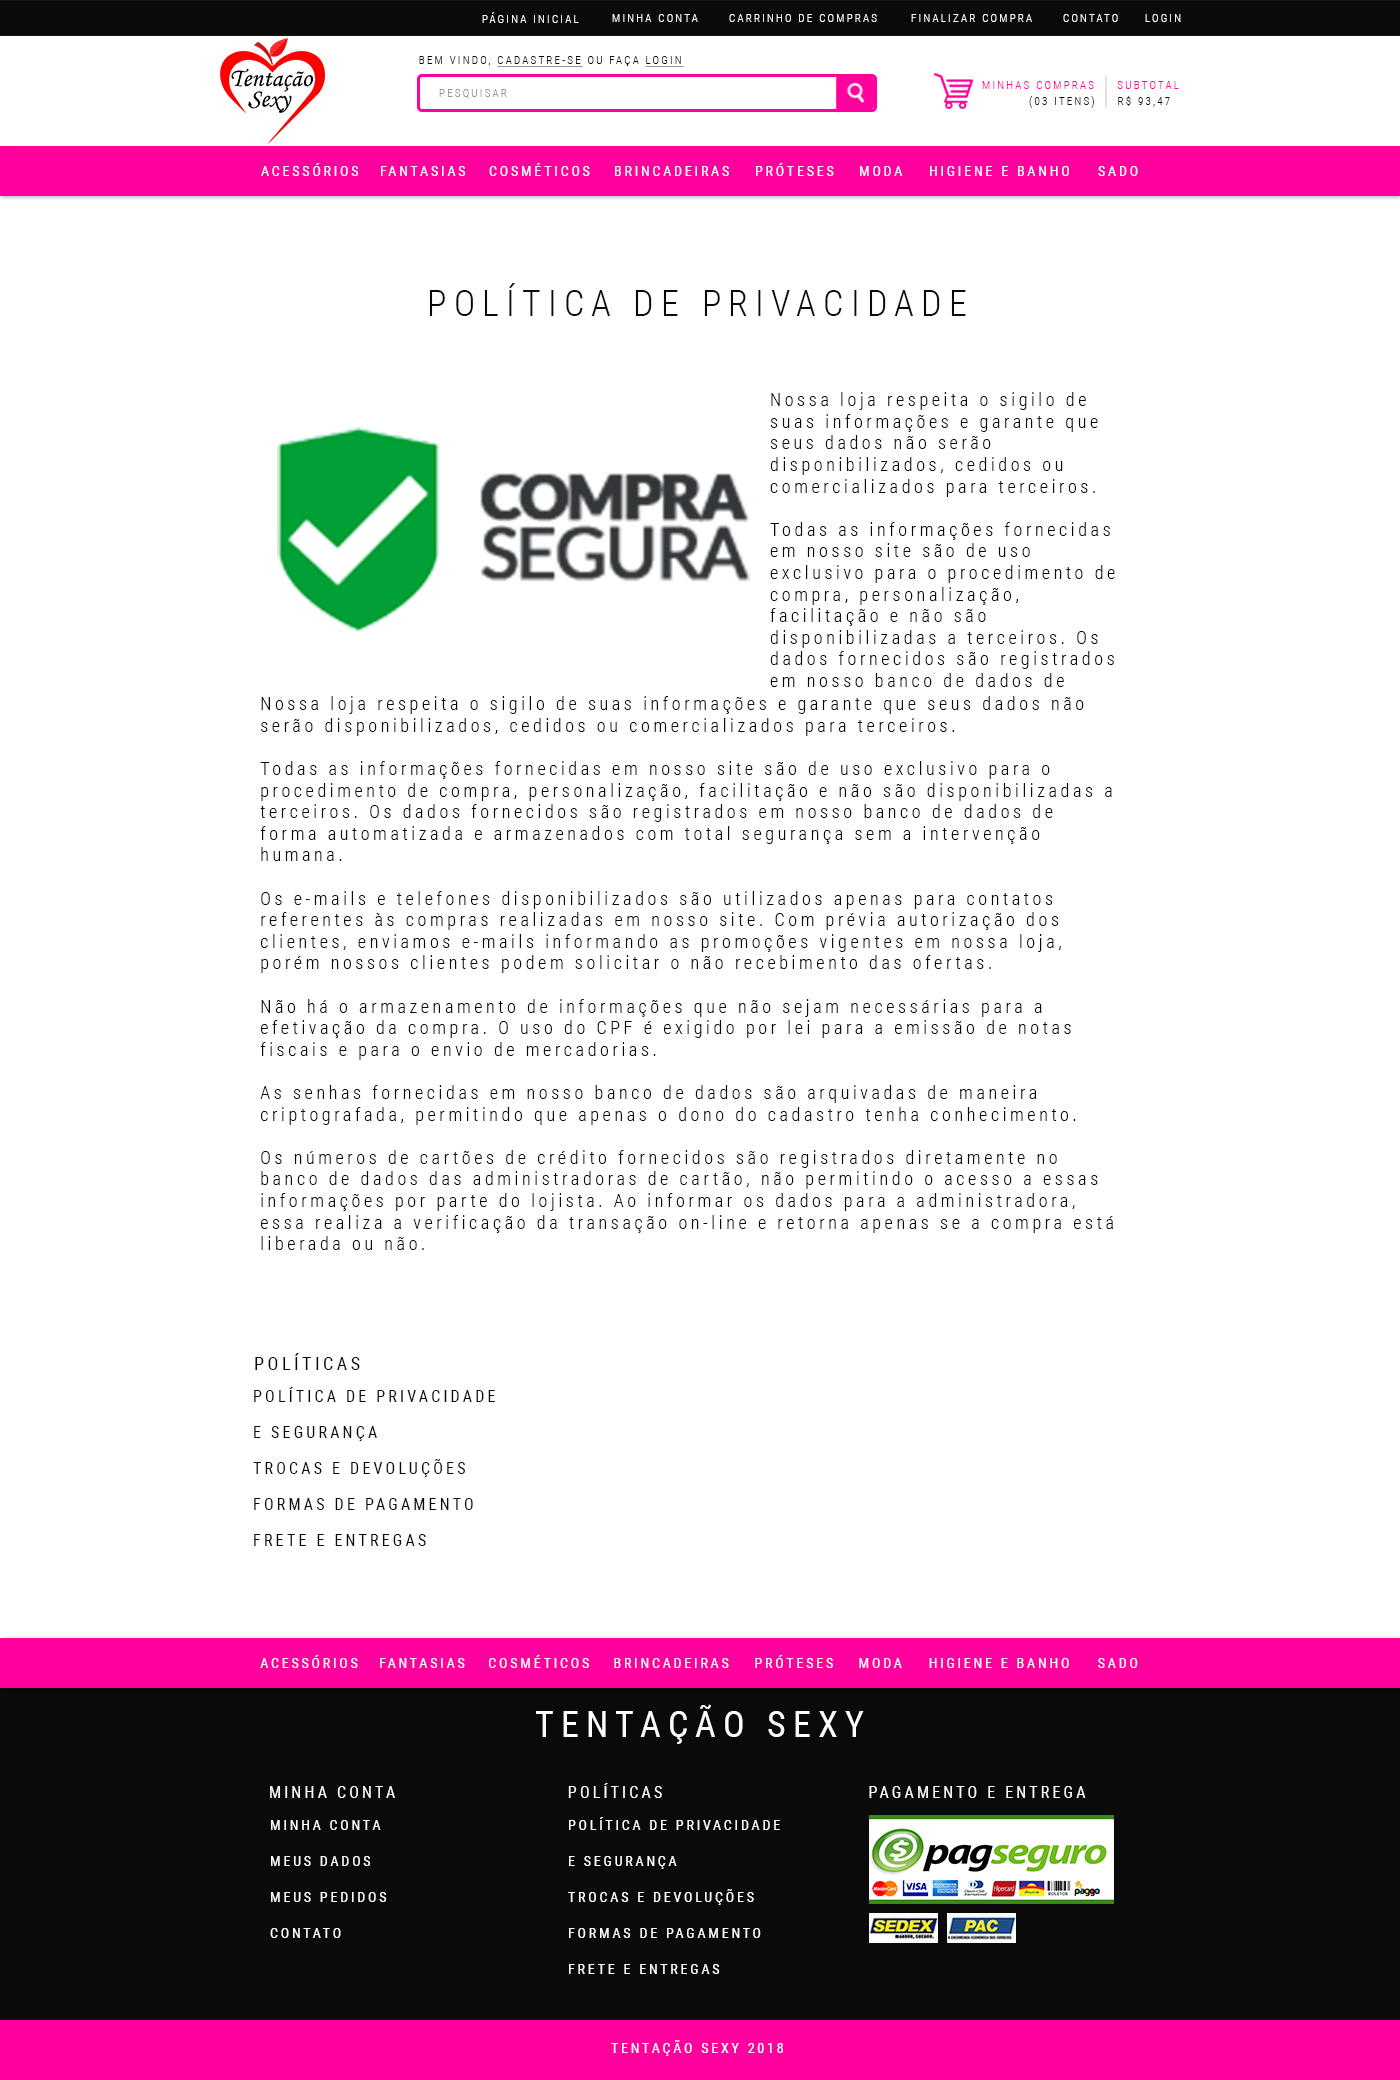 PÁGINA INICIAL MINHA CONTA CARRINHO DE COMPRAS FINALIZAR COMPRA CONTATO LOGIN
Tentação
Sexy
BEM VINDO, CADASTRE-SE OU FAÇA LOGIN
PESQUISAR
MINHAS COMPRAS
(03 ITENS)
SUBTOTAL
R$ 93,47
ACESSÓRIOS FANTASIAS COSMÉTICOS BRINCADEIRAS PRÓTESES MODA HIGIENE E BANHO SADO
POLÍTICA DE PRIVACIDADE
COMPRA
SEGURA
Nossa loja respeita o sigilo de
suas informações e garante que
seus dados não serão
disponibilizados, cedidos ou
comercializados para terceiros.
Todas as informações fornecidas
em nosso site são de uso
exclusivo para o procedimento de
compra, personalização,
facilitação e não são
disponibilizadas a terceiros. Os
dados fornecidos são registrados
em nosso banco de dados de
Nossa loja respeita o sigilo de suas informações e garante que seus dados não
serão disponibilizados, cedidos ou comercializados para terceiros.
Todas as informações fornecidas em nosso site são de uso exclusivo para o
procedimento de compra, personalização, facilitação e não são disponibilizadas a
terceiros. Os dados fornecidos são registrados em nosso banco de dados de
forma automatizada e armazenados com total segurança sem a intervenção
humana.
Os e-mails e telefones disponibilizados são utilizados apenas para contatos
referentes às compras realizadas em nosso site. Com prévia autorização dos
clientes, enviamos e-mails informando as promoções vigentes em nossa loja,
porém nossos clientes podem solicitar o não recebimento das ofertas.
Não há o armazenamento de informações que não sejam necessárias para a
efetivação da compra. O uso do CPF é exigido por lei para a emissão de notas
fiscais e para o envio de mercadorias.
As senhas fornecidas em nosso banco de dados são arquivadas de maneira
criptografada, permitindo que apenas o dono do cadastro tenha conhecimento.
Os números de cartões de crédito fornecidos são registrados diretamente no
banco de dados das administradoras de cartão, não permitindo o acesso a essas
informações por parte do lojista. Ao informar os dados para a administradora,
essa realiza a verificação da transação on-line e retorna apenas se a compra está
liberada ou não.
POLÍTICAS
POLÍTICA DE PRIVACIDADE
E SEGURANÇA
TROCAS E DEVOLUÇÕES
FORMAS DE PAGAMENTO
FRETE E ENTREGAS
ACESSÓRIOS FANTASIAS COSMÉTICOS BRINCADEIRAS PRÓTESES MODA HIGIENE E BANHO SADO
TENTAÇÃO SEXY
MINHA CONTA
MINHA CONTA
MEUS DADOS
MEUS PEDIDOS
CONTATO
POLÍTICAS
POLÍTICA DE PRIVACIDADE
E SEGURANÇA
TROCAS E DEVOLUÇÕES
FORMAS DE PAGAMENTO
FRETE E ENTREGAS
PAGAMENTO E ENTREGA
pagseguro
MasterCard VISA Hipercard Aura BOLETOS paggo
SEDEX PAC
TENTAÇÃO SEXY 2018